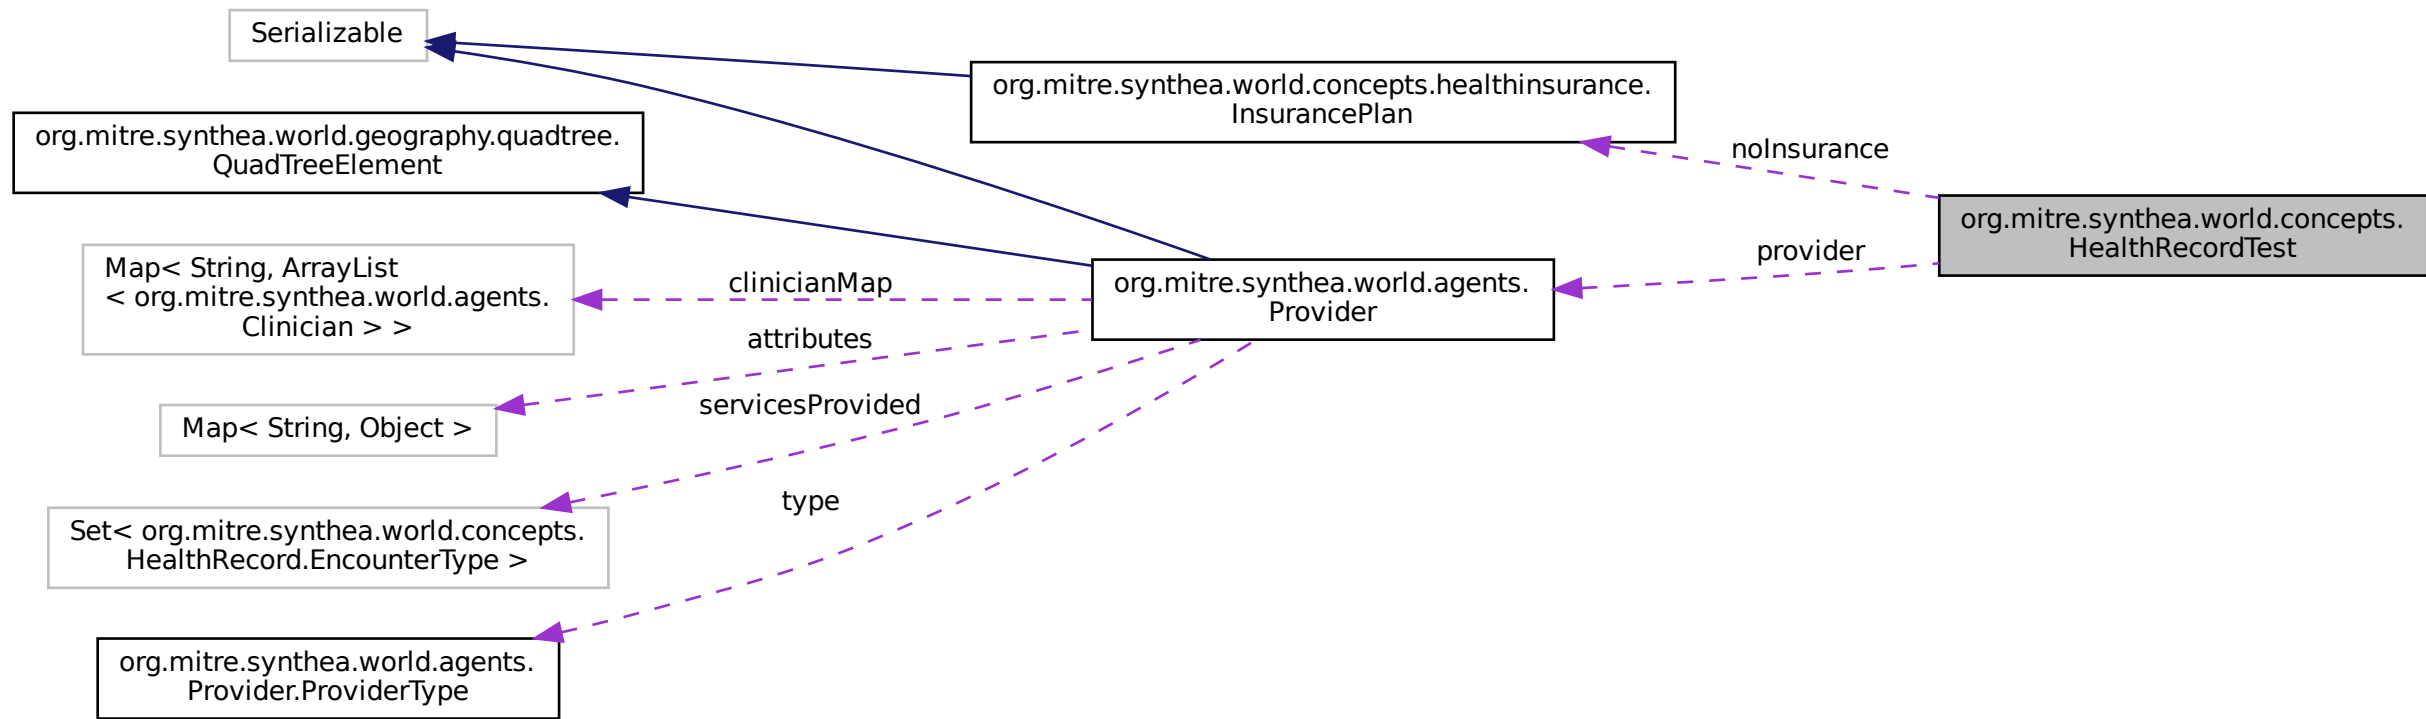 Serializable
org.mitre.synthea.world.concepts.healthinsurance.
InsurancePlan
org.mitre.synthea.world.geography.quadtree.
QuadTreeElement
noInsurance
org.mitre.synthea.world.concepts.
HealthRecordTest
provider
Map< String, ArrayList
< org.mitre.synthea.world.agents.
Clinician > >
clinicianMap
org.mitre.synthea.world.agents.
Provider
attributes
Map< String, Object >
servicesProvided
Set< org.mitre.synthea.world.concepts.
HealthRecord.EncounterType >
type
org.mitre.synthea.world.agents.
Provider.ProviderType